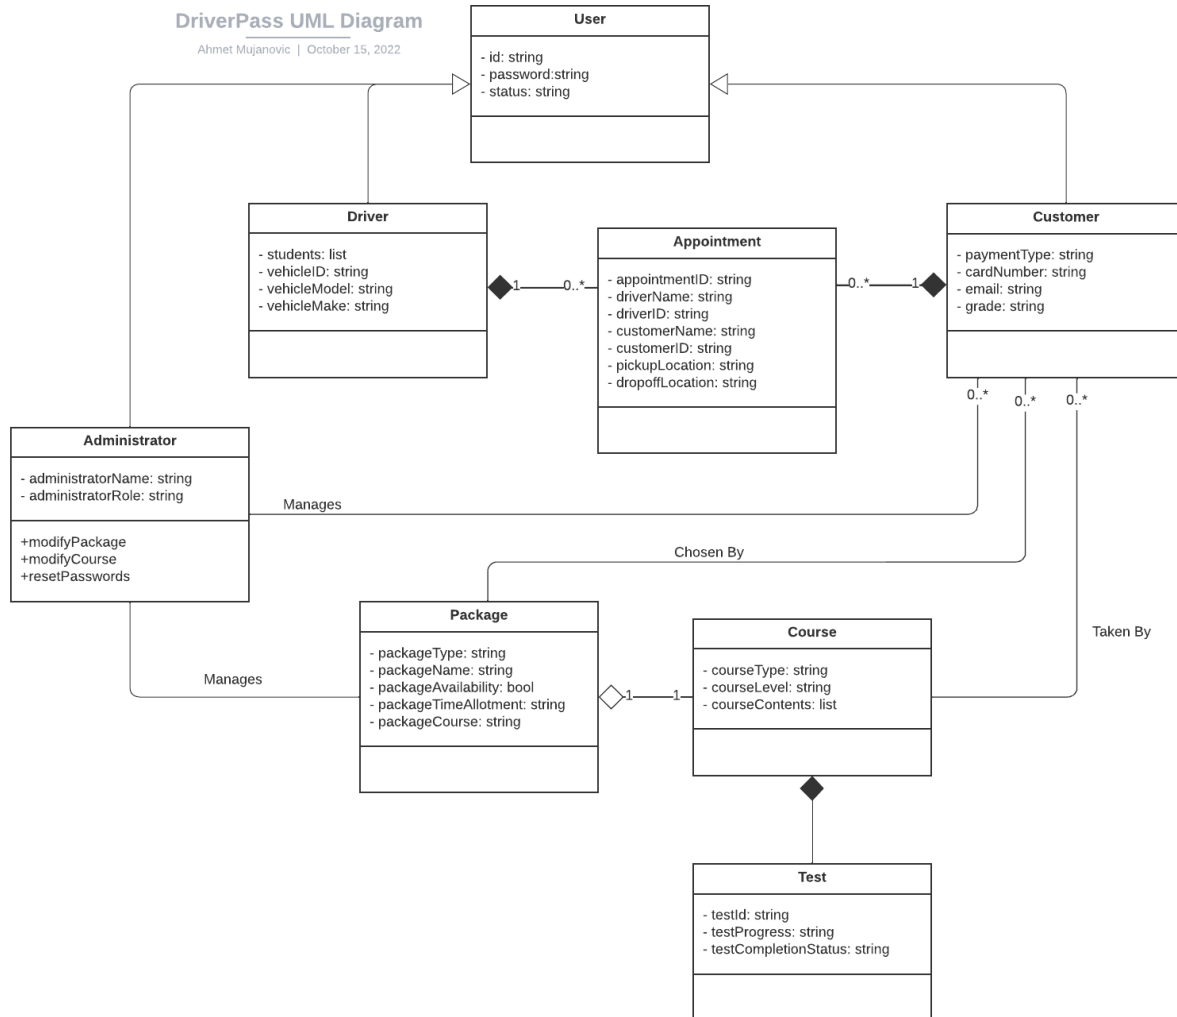 DriverPass UML Diagram
Ahmet Mujanovic | October 15, 2022
User
- id: string
- password:string
- status: string
Driver
- students: list
- vehicleID: string
- vehicleModel: string
- vehicleMake: string
1
0..*
Appointment
- appointmentID: string
- driverName: string
- driverID: string
- customerName: string
- customerID: string
- pickupLocation: string
- dropoffLocation: string
0..*
1
Customer
- paymentType: string
- cardNumber: string
- email: string
- grade: string
0..*
0..*
0..*
Administrator
- administratorName: string
- administratorRole: string
+modifyPackage
+modifyCourse
+resetPasswords
Manages
Chosen By
Taken By
Manages
Package
- packageType: string
- packageName: string
- packageAvailability: bool
- packageTimeAllotment: string
- packageCourse: string
1
1
Course
- courseType: string
- courseLevel: string
- courseContents: list
Test
- testId: string
- testProgress: string
- testCompletionStatus: string